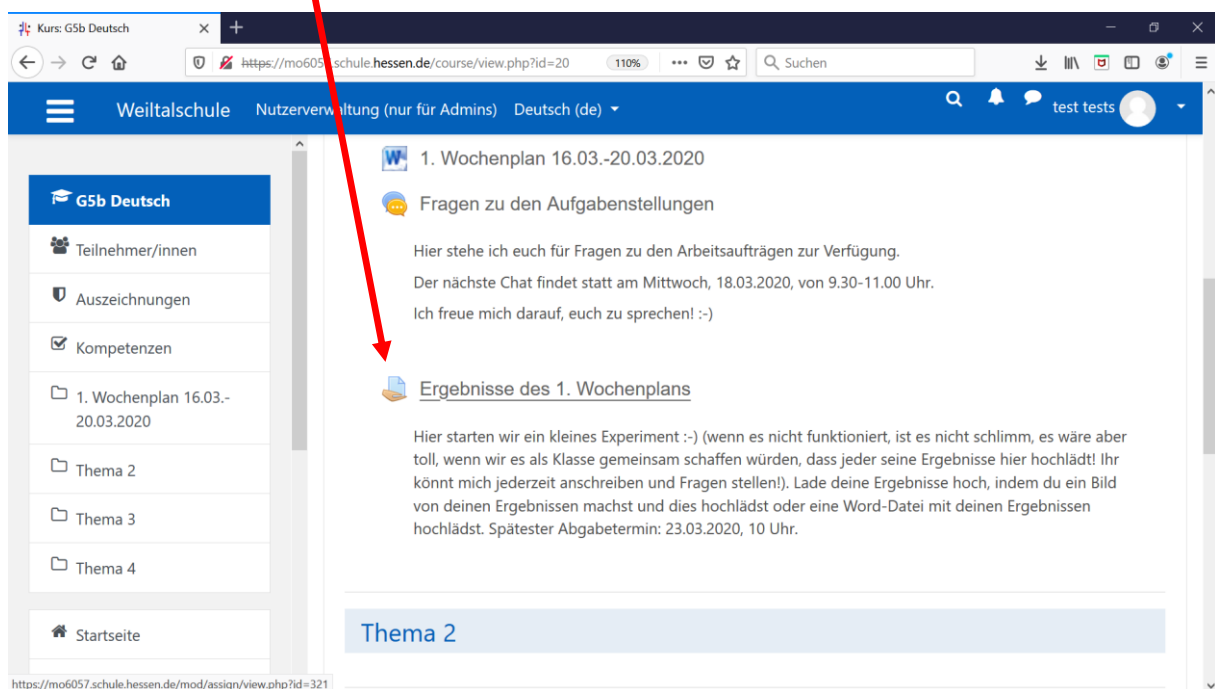 Kurs: G5b Deutsch
https://mo6057.schule.hessen.de/course/view.php?id=20
110%
Suchen
Weiltalschule Nutzerverwaltung (nur für Admins) Deutsch (de)
test tests
G5b Deutsch
Teilnehmer/innen
Auszeichnungen
Kompetenzen
1. Wochenplan 16.03.-
20.03.2020
Thema 2
Thema 3
Thema 4
Startseite
1. Wochenplan 16.03.-20.03.2020
Fragen zu den Aufgabenstellungen
Hier stehe ich euch für Fragen zu den Arbeitsaufträgen zur Verfügung.
Der nächste Chat findet statt am Mittwoch, 18.03.2020, von 9.30-11.00 Uhr.
Ich freue mich darauf, euch zu sprechen! :-)
Ergebnisse des 1. Wochenplans
Hier starten wir ein kleines Experiment :-) (wenn es nicht funktioniert, ist es nicht schlimm, es wäre aber
toll, wenn wir es als Klasse gemeinsam schaffen würden, dass jeder seine Ergebnisse hier hochlädt! Ihr
könnt mich jederzeit anschreiben und Fragen stellen!). Lade deine Ergebnisse hoch, indem du ein Bild
von deinen Ergebnissen machst und dies hochlädst oder eine Word-Datei mit deinen Ergebnissen
hochlädst. Spätester Abgabetermin: 23.03.2020, 10 Uhr.
Thema 2
https://mo6057.schule.hessen.de/mod/assign/view.php?id=321